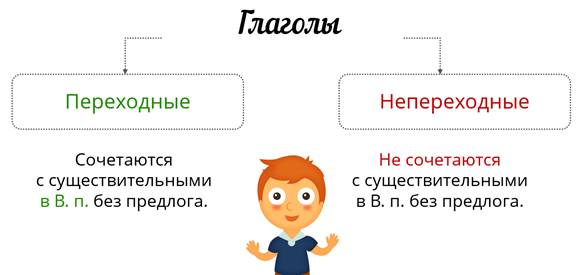 Глаголы
Переходные
Непереходные
Сочетаются
с существительными
в В. п. без предлога.
Не сочетаются
с существительными
в В. п. без предлога.